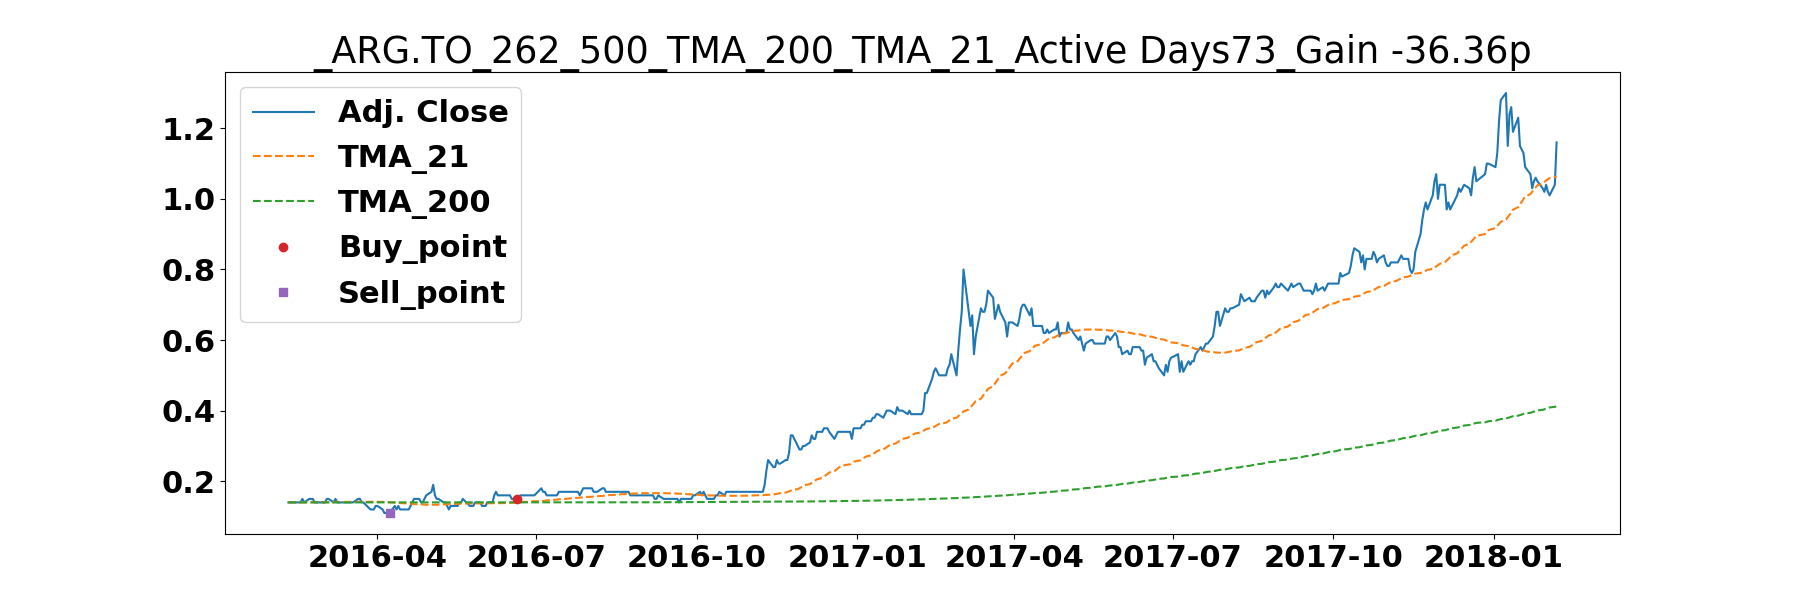 _ARG.TO_262_500_TMA_200_TMA_21_Active Days73_Gain -36.36p
Adj. Close
TMA_21
TMA_200
Buy_point
Sell_point
1.2
1.0
0.8
0.6
0.4
0.2
2016-04 2016-07 2016-10 2017-01 2017-04 2017-07 2017-10 2018-01